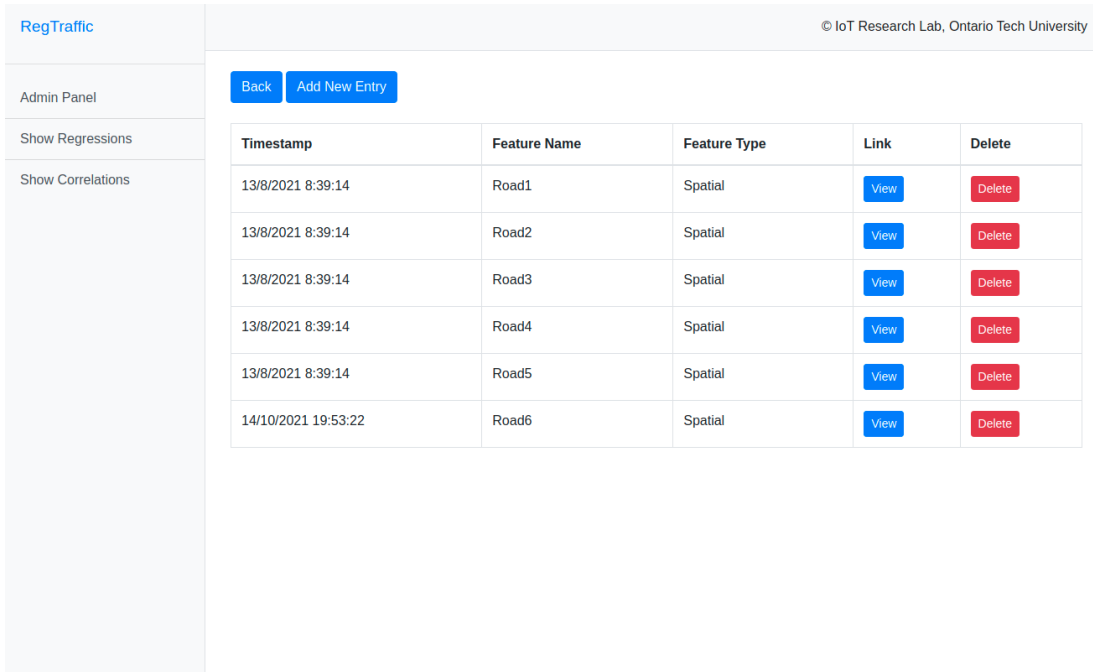 RegTraffic
© IoT Research Lab, Ontario Tech University
Admin Panel
Show Regressions
Show Correlations
Back Add New Entry
Timestamp Feature Name Feature Type Link Delete
13/8/2021 8:39:14 Road1 Spatial View Delete
13/8/2021 8:39:14 Road2 Spatial View Delete
13/8/2021 8:39:14 Road3 Spatial View Delete
13/8/2021 8:39:14 Road4 Spatial View Delete
13/8/2021 8:39:14 Road5 Spatial View Delete
14/10/2021 19:53:22 Road6 Spatial View Delete